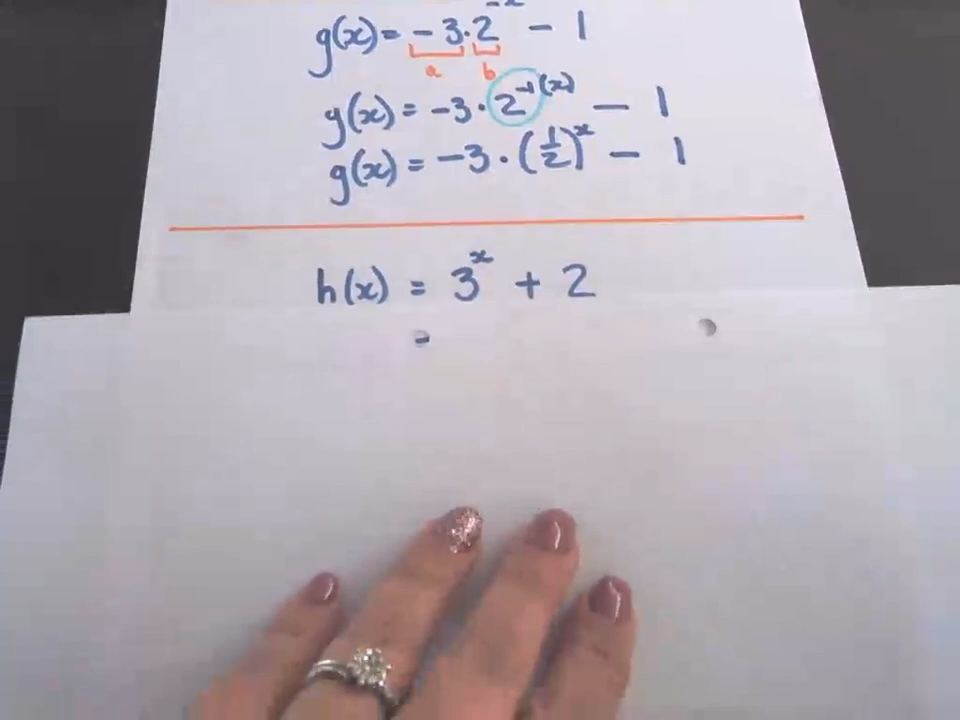 g(x) = -3·2^-x - 1
a b
g(x) = -3·2^-1(x) - 1
g(x) = -3·(1/2)^x - 1
h(x) = 3^x + 2